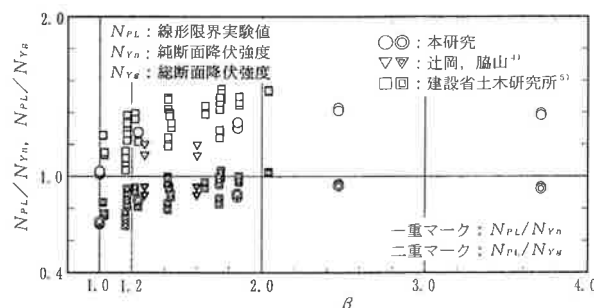 N_PL : 線形限界実験値
N_Yn : 純断面降伏強度
N_Yg : 総断面降伏強度
○◎ : 本研究
▽▼ : 辻岡, 脇山⁴⁾
□回 : 建設省土木研究所⁵⁾
N_PL/N_Yn, N_PL/N_Yg
2.0
1.0
0.4
一重マーク : N_PL/N_Yn
二重マーク : N_PL/N_Yg
1.0 1.2 2.0 3.0 4.0
β